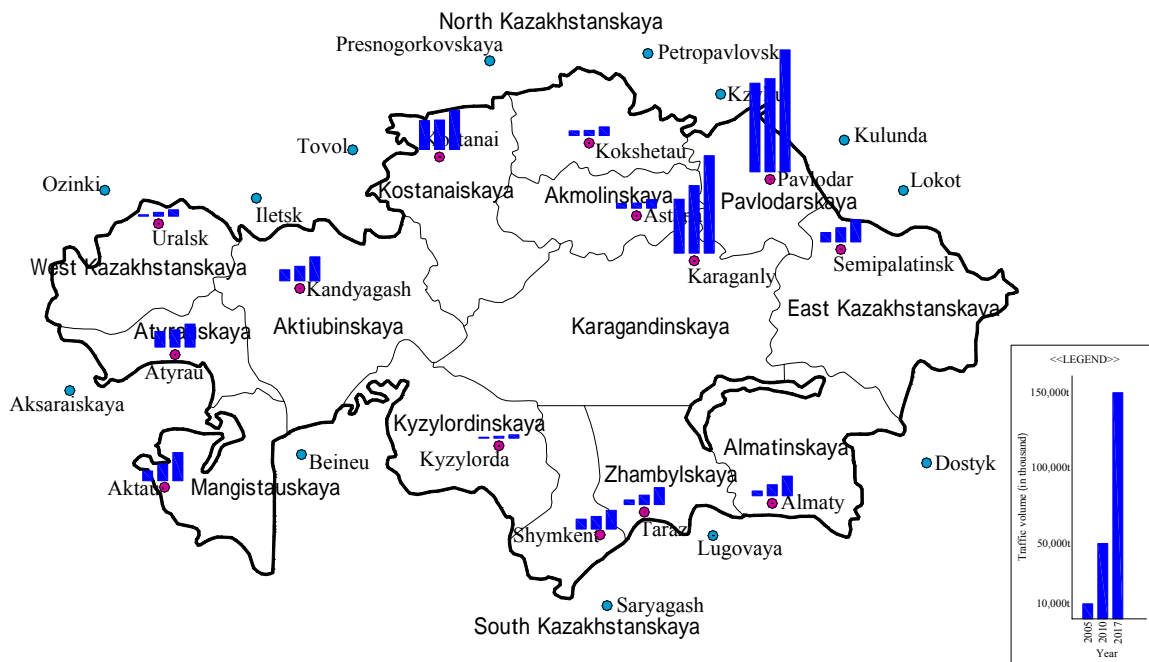 North Kazakhstanskaya
Presnogorkovskaya
Petropavlovsk
Kulunda
Tovol
Kokshetau
Ozinki
Kostanaiskaya
Akmolinskaya
Pavlodar
Lokot
Iletsk
Pavlodarskaya
Uralsk
West Kazakhstanskaya
Karaganly
Semipalatinsk
Kandyagash
East Kazakhstanskaya
Aktiubinskaya
Karagandinskaya
Atyrau
Aksaraiskaya
Kyzylordinskaya
Kyzylorda
Almatinskaya
Beineu
Dostyk
Zhambylskaya
Aktau
Mangistauskaya
Almaty
Shymkent
Taraz
Lugovaya
Saryagash
South Kazakhstanskaya
<<LEGEND>>
150,000t
100,000t
50,000t
10,000t
Traffic volume (in thousand)
2005
2010
2017
Year